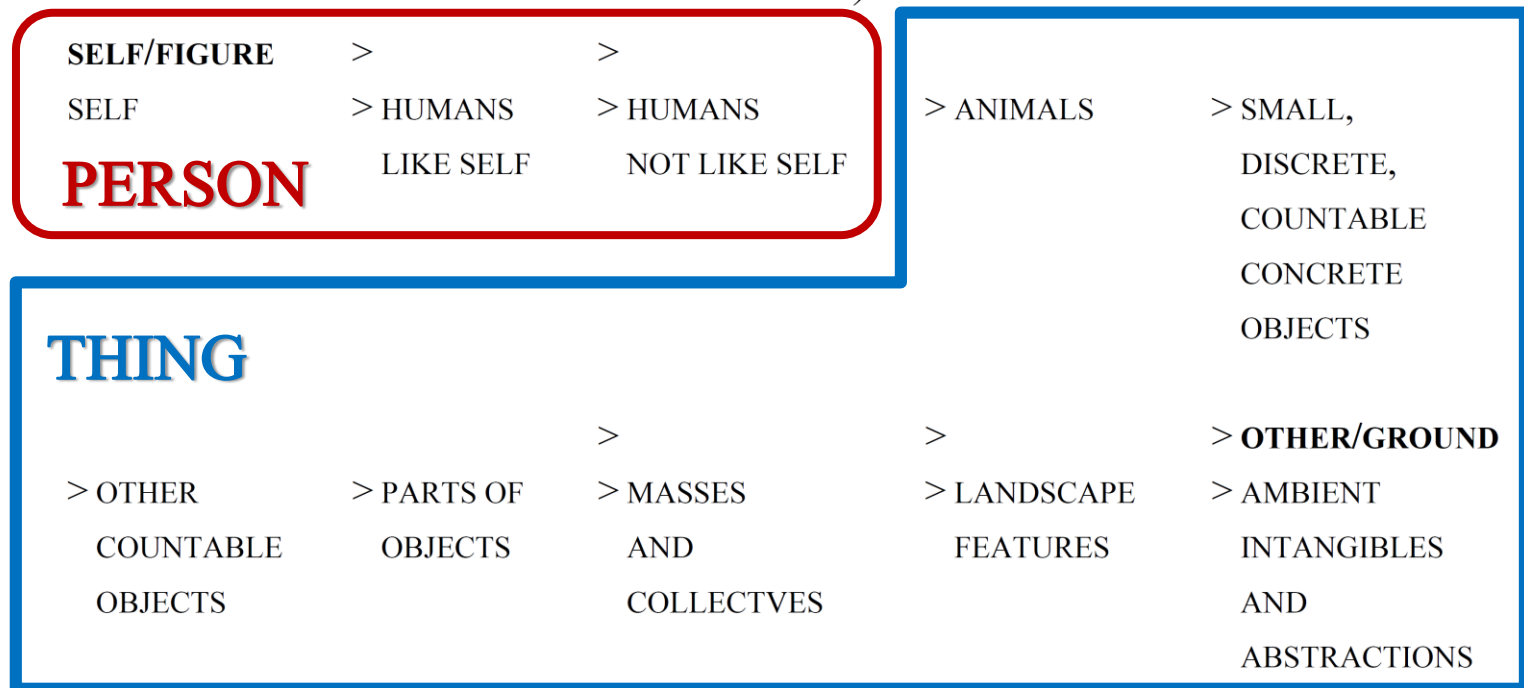 SELF/FIGURE > >
SELF > HUMANS > HUMANS > ANIMALS > SMALL,
LIKE SELF NOT LIKE SELF DISCRETE,
PERSON
COUNTABLE
CONCRETE
OBJECTS
THING
> > > OTHER/GROUND
> OTHER > PARTS OF > MASSES > LANDSCAPE > AMBIENT
COUNTABLE OBJECTS AND FEATURES INTANGIBLES
OBJECTS COLLECTVES AND
ABSTRACTIONS